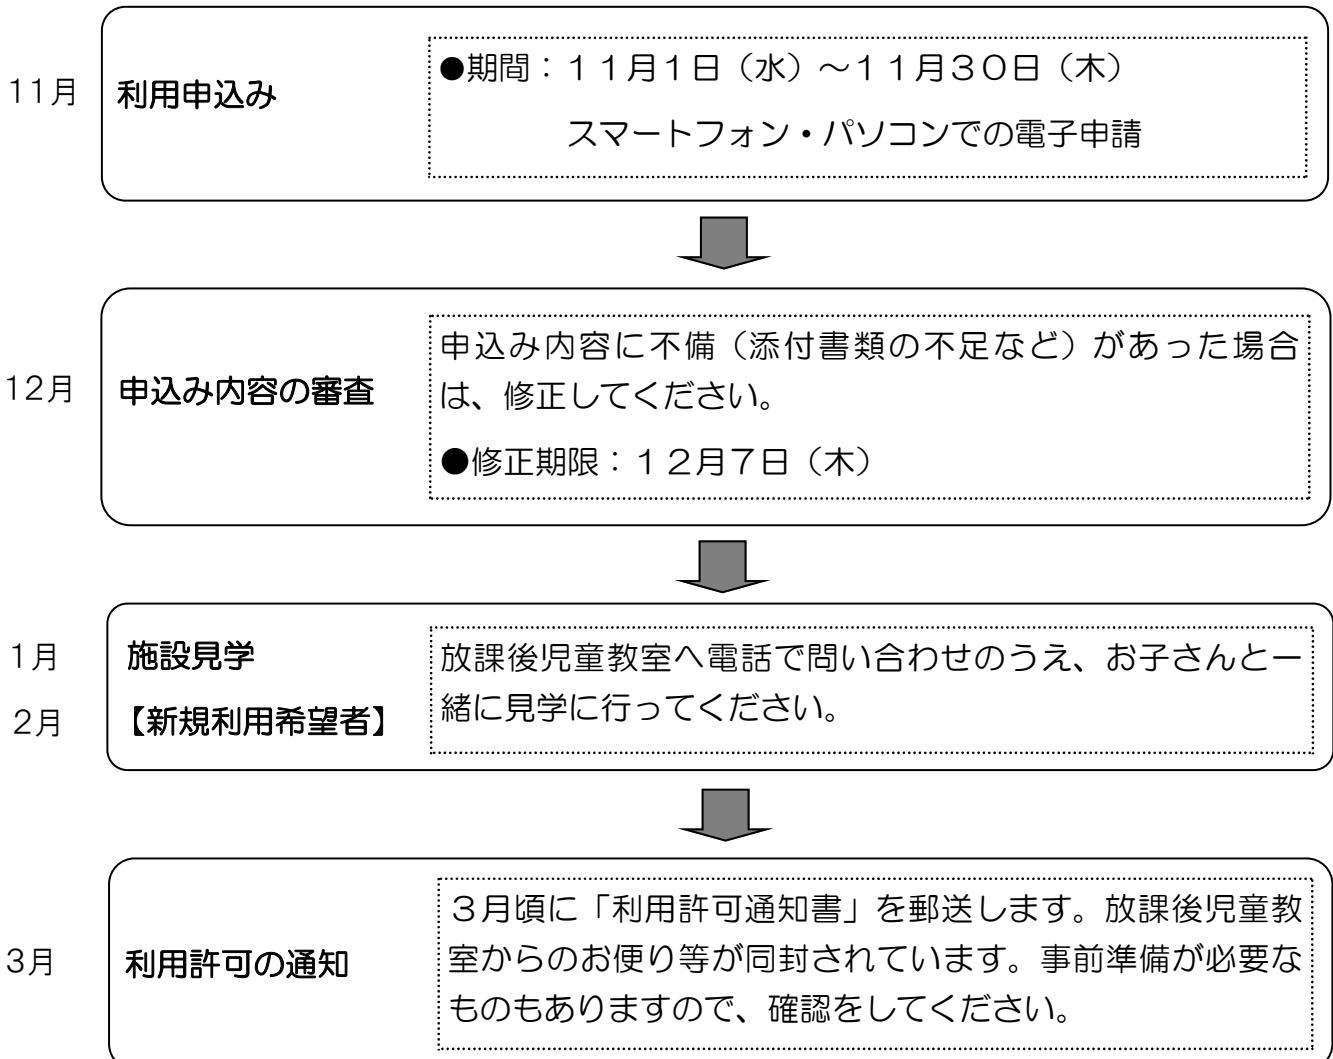 11月
利用申込み
●期間：１１月１日（水）～１１月３０日（木）
スマートフォン・パソコンでの電子申請
12月
申込み内容の審査
申込み内容に不備（添付書類の不足など）があった場合
は、修正してください。
●修正期限：１２月７日（木）
1月
2月
施設見学
【新規利用希望者】
放課後児童教室へ電話で問い合わせのうえ、お子さんと一
緒に見学に行ってください。
3月
利用許可の通知
３月頃に「利用許可通知書」を郵送します。放課後児童教
室からのお便り等が同封されています。事前準備が必要な
ものもありますので、確認をしてください。